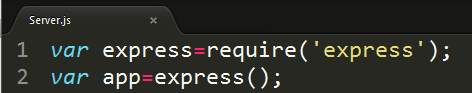 Server.js ×
1 var express=require('express');
2 var app=express();